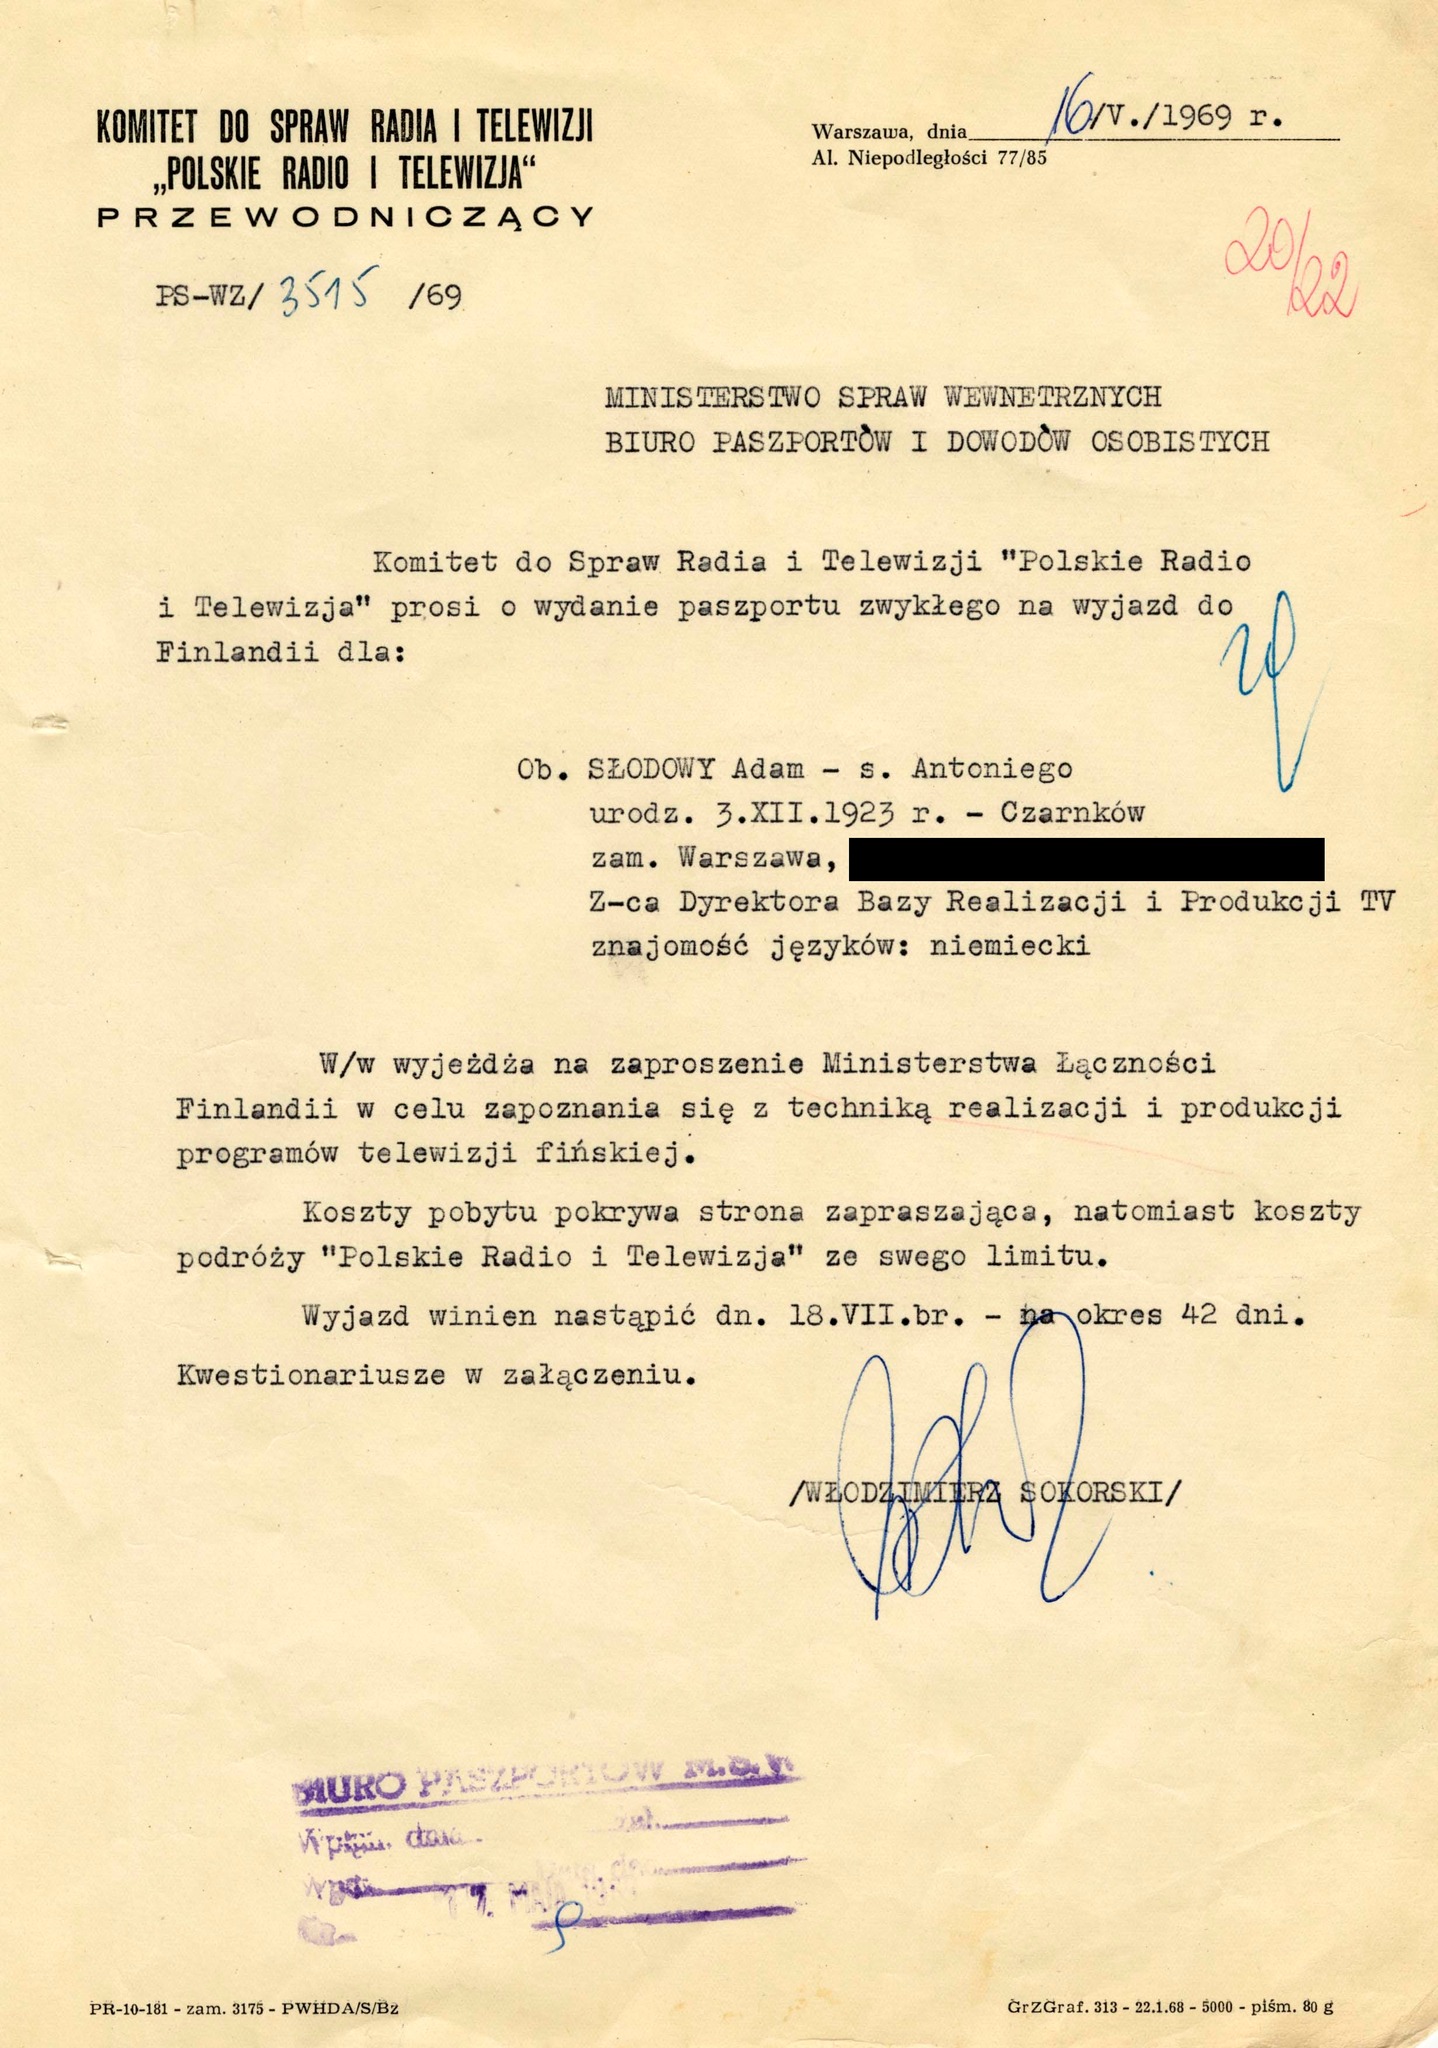 KOMITET DO SPRAW RADIA I TELEWIZJI
„POLSKIE RADIO I TELEWIZJA“
PRZEWODNICZĄCY
Warszawa, dnia 16/V./1969 r.
Al. Niepodległości 77/85
20/22
PS-WZ/ 3515 /69
MINISTERSTWO SPRAW WEWNETRZNYCH
BIURO PASZPORTÒW I DOWODÒW OSOBISTYCH
Komitet do Spraw Radia i Telewizji "Polskie Radio
i Telewizja" prosi o wydanie paszportu zwykłego na wyjazd do
Finlandii dla:
Ob. SŁODOWY Adam - s. Antoniego
urodz. 3.XII.1923 r. - Czarnków
zam. Warszawa,
Z-ca Dyrektora Bazy Realizacji i Produkcji TV
znajomość języków: niemiecki
W/w wyjeżdża na zaproszenie Ministerstwa Łączności
Finlandii w celu zapoznania się z techniką realizacji i produkcji
programów telewizji fińskiej.
Koszty pobytu pokrywa strona zapraszająca, natomiast koszty
podróży "Polskie Radio i Telewizja" ze swego limitu.
Wyjazd winien nastąpić dn. 18.VII.br. - na okres 42 dni.
Kwestionariusze w załączeniu.
/WŁODZIMIERZ SOKORSKI/
BIURO PASZPORTOW M.S.W
PR-10-181 - zam. 3175 - PWHDA/S/Bz
GrZGraf. 313 - 22.1.68 - 5000 - piśm. 80 g